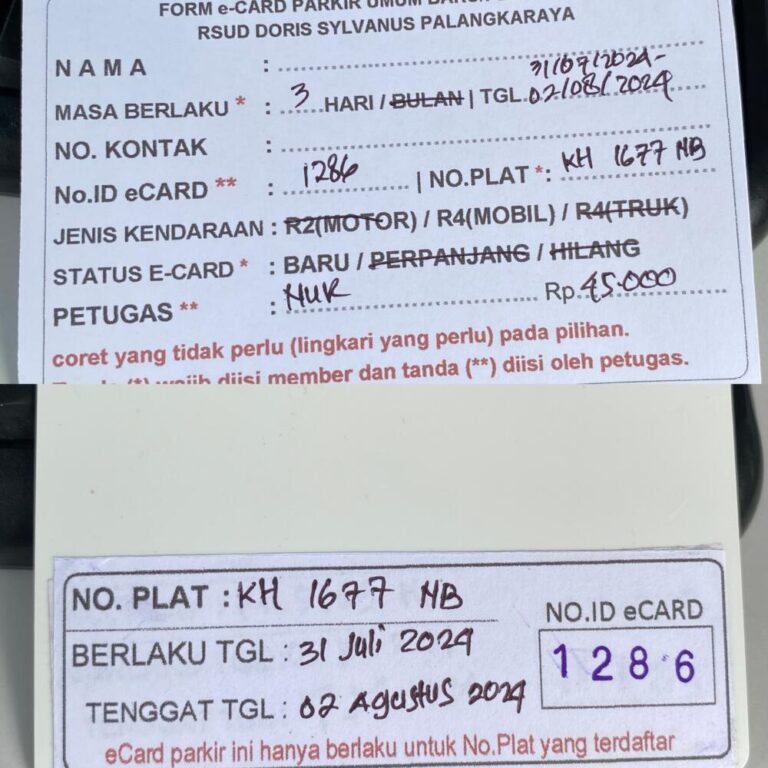 FORM e-CARD PARKIR UMUM
RSUD DORIS SYLVANUS PALANGKARAYA
N A M A :
31/07/2024-
MASA BERLAKU * : 3 HARI / BULAN | TGL 02/08/2024
NO. KONTAK :
No.ID eCARD ** : 1286 | NO.PLAT *: KH 1677 NB
JENIS KENDARAAN : R2(MOTOR) / R4(MOBIL) / R4(TRUK)
STATUS E-CARD * : BARU / PERPANJANG / HILANG
PETUGAS ** : NUR Rp. 45.000
coret yang tidak perlu (lingkari yang perlu) pada pilihan.
(*) wajib diisi member dan tanda (**) diisi oleh petugas.
NO. PLAT : KH 1677 NB
NO.ID eCARD
BERLAKU TGL : 31 Juli 2024
1286
TENGGAT TGL : 02 Agustus 2024
eCard parkir ini hanya berlaku untuk No.Plat yang terdaftar